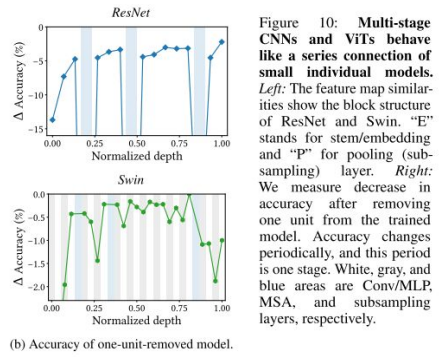 ResNet
0
−5
−10
−15
Δ Accuracy (%)
0.00 0.25 0.50 0.75 1.00
Normalized depth
Swin
0.0
−0.5
−1.0
−1.5
−2.0
Δ Accuracy (%)
0.00 0.25 0.50 0.75 1.00
Normalized depth
(b) Accuracy of one-unit-removed model.
Figure 10: Multi-stage
CNNs and ViTs behave
like a series connection of
small individual models.
Left: The feature map similar-
ities show the block structure
of ResNet and Swin. “E”
stands for stem/embedding
and “P” for pooling (sub-
sampling) layer. Right:
We measure decrease in
accuracy after removing
one unit from the trained
model. Accuracy changes
periodically, and this period
is one stage. White, gray, and
blue areas are Conv/MLP,
MSA, and subsampling
layers, respectively.